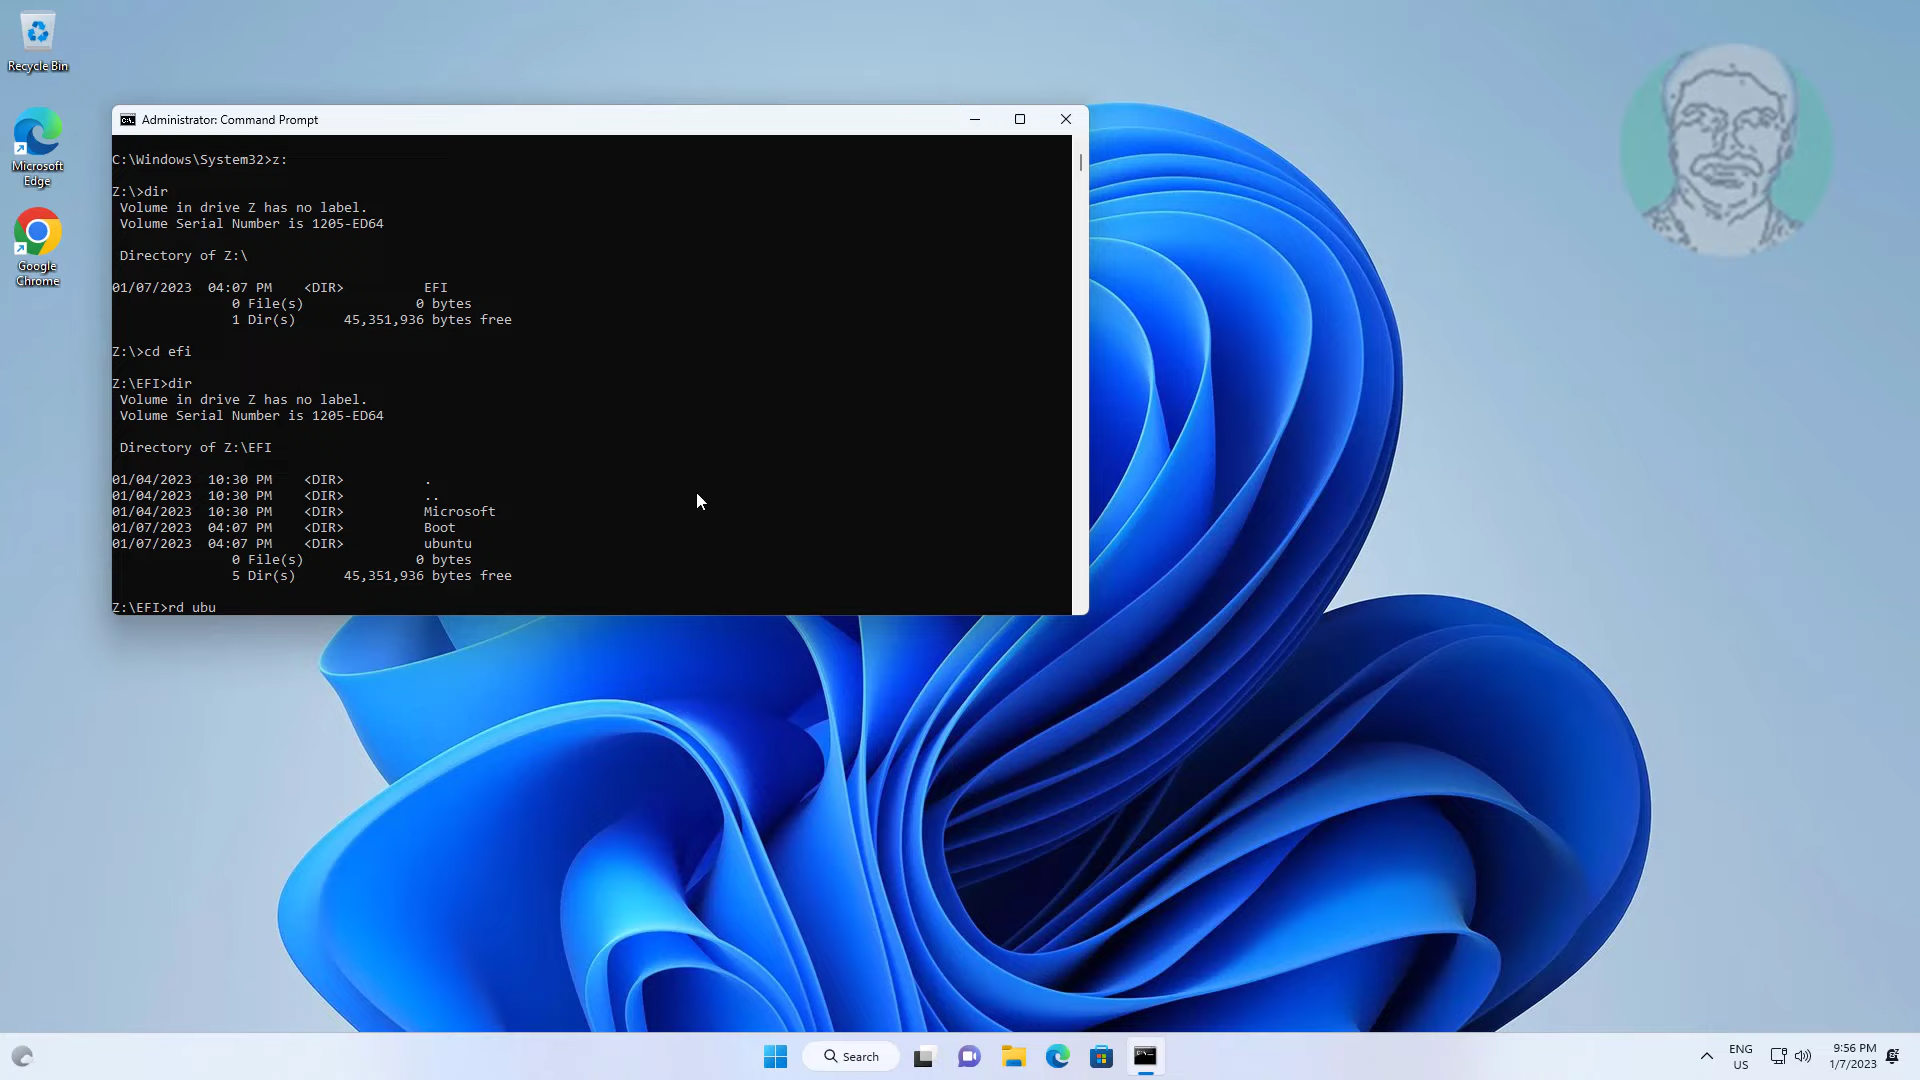 Recycle Bin
Microsoft
Edge
Google
Chrome
Administrator: Command Prompt
C:\Windows\System32>z:
Z:\>dir
Volume in drive Z has no label.
Volume Serial Number is 1205-ED64
Directory of Z:\
01/07/2023 04:07 PM <DIR> EFI
0 File(s) 0 bytes
1 Dir(s) 45,351,936 bytes free
Z:\>cd efi
Z:\EFI>dir
Volume in drive Z has no label.
Volume Serial Number is 1205-ED64
Directory of Z:\EFI
01/04/2023 10:30 PM <DIR> .
01/04/2023 10:30 PM <DIR> ..
01/04/2023 10:30 PM <DIR> Microsoft
01/07/2023 04:07 PM <DIR> Boot
01/07/2023 04:07 PM <DIR> ubuntu
0 File(s) 0 bytes
5 Dir(s) 45,351,936 bytes free
Z:\EFI>rd ubu
Search
ENG
US
9:56 PM
1/7/2023